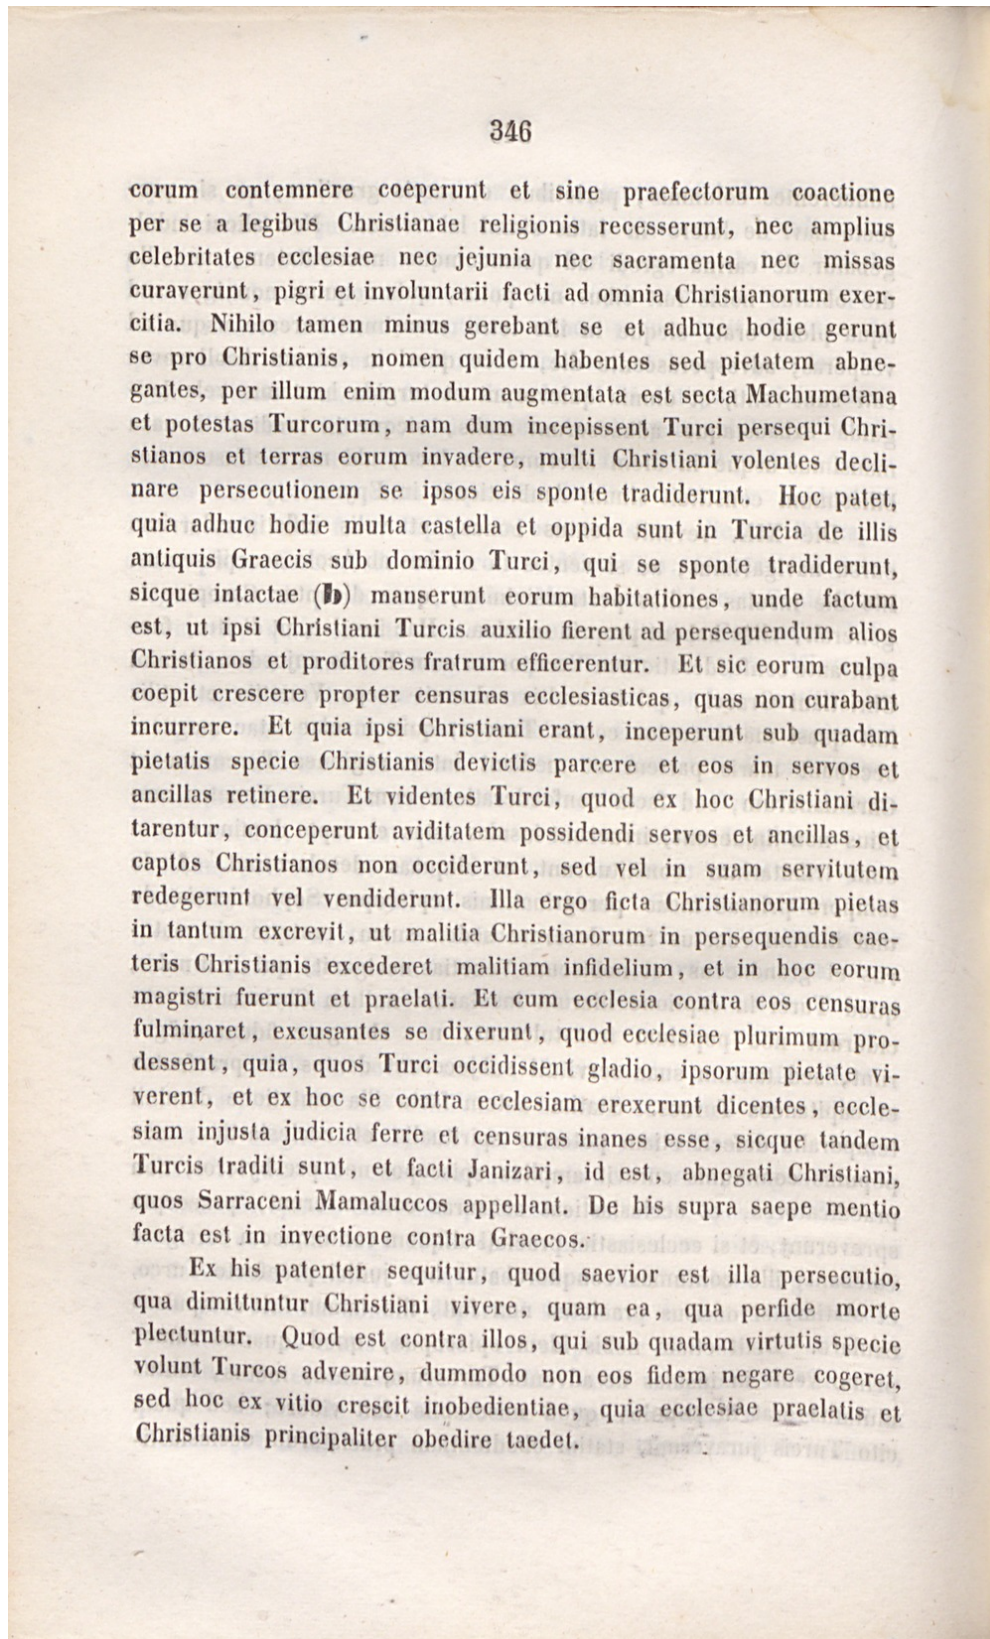 346
corum contemnere coeperunt et sine praefectorum coactione
per se a legibus Christianae religionis recesserunt, nec amplius
celebritates ecclesiae nec jejunia nec sacramenta nec missas
curaverunt, pigri et involuntarii facti ad omnia Christianorum exer-
citia. Nihilo tamen minus gerebant se et adhuc hodie gerunt
se pro Christianis, nomen quidem habentes sed pietatem abne-
gantes, per illum enim modum augmentata est secta Machumetana
et potestas Turcorum, nam dum incepissent Turci persequi Chri-
stianos et terras eorum invadere, multi Christiani volentes decli-
nare persecutionem se ipsos eis sponte tradiderunt. Hoc patet,
quia adhuc hodie multa castella et oppida sunt in Turcia de illis
antiquis Graecis sub dominio Turci, qui se sponte tradiderunt,
sicque intactae (b) manserunt eorum habitationes, unde factum
est, ut ipsi Christiani Turcis auxilio fierent ad persequendum alios
Christianos et proditores fratrum efficerentur. Et sic eorum culpa
coepit crescere propter censuras ecclesiasticas, quas non curabant
incurrere. Et quia ipsi Christiani erant, inceperunt sub quadam
pietatis specie Christianis devictis parcere et eos in servos et
ancillas retinere. Et videntes Turci, quod ex hoc Christiani di-
tarentur, conceperunt aviditatem possidendi servos et ancillas, et
captos Christianos non occiderunt, sed vel in suam servitutem
redegerunt vel vendiderunt. Illa ergo ficta Christianorum pietas
in tantum excrevit, ut malitia Christianorum in persequendis cae-
teris Christianis excederet malitiam infidelium, et in hoc eorum
magistri fuerunt et praelati. Et cum ecclesia contra eos censuras
fulminaret, excusantes se dixerunt, quod ecclesiae plurimum pro-
dessent, quia, quos Turci occidissent gladio, ipsorum pietate vi-
verent, et ex hoc se contra ecclesiam erexerunt dicentes, eccle-
siam injusta judicia ferre et censuras inanes esse, sicque tandem
Turcis traditi sunt, et facti Janizari, id est, abnegati Christiani,
quos Sarraceni Mamaluccos appellant. De his supra saepe mentio
facta est in invectione contra Graecos.
Ex his patenter sequitur, quod saevior est illa persecutio,
qua dimittuntur Christiani vivere, quam ea, qua perfide morte
plectuntur. Quod est contra illos, qui sub quadam virtutis specie
volunt Turcos advenire, dummodo non eos fidem negare cogeret,
sed hoc ex vitio crescit inobedientiae, quia ecclesiae praelatis et
Christianis principaliter obedire taedet.